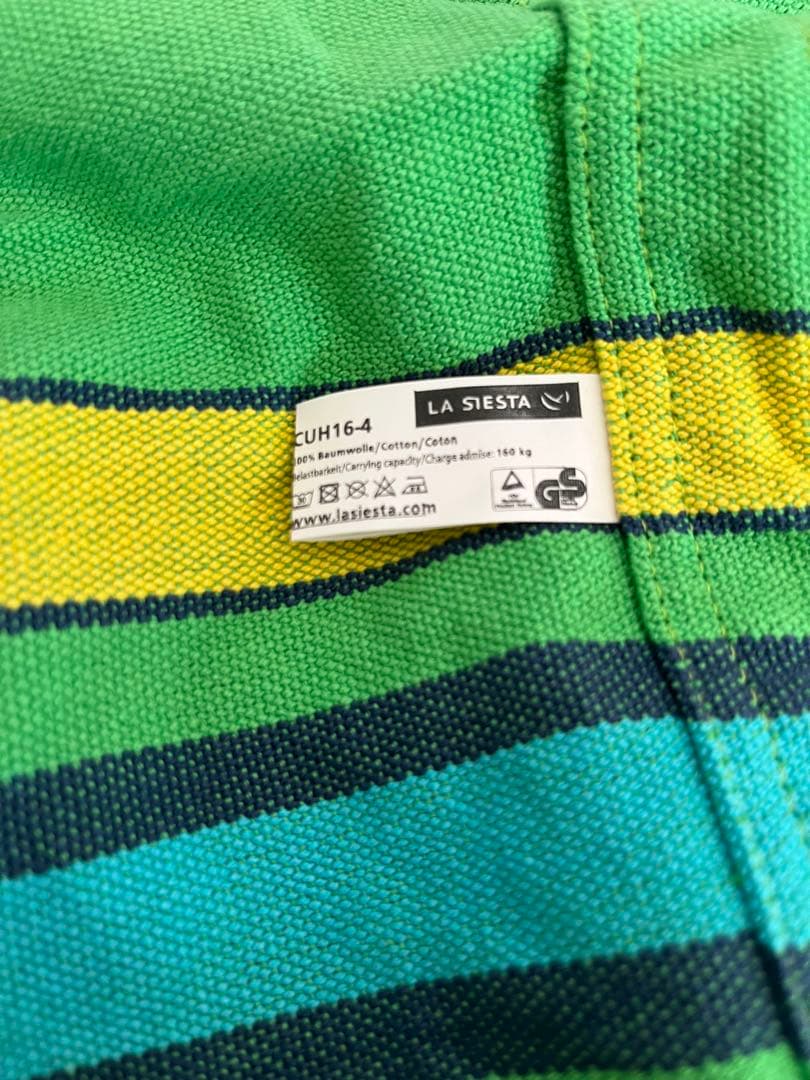 LA SIESTA
CUH16-4
100% Baumwolle/Cotton/Coton
Belastbarkeit/Carrying capacity/Charge admise: 160 kg
30
www.lasiesta.com
GS